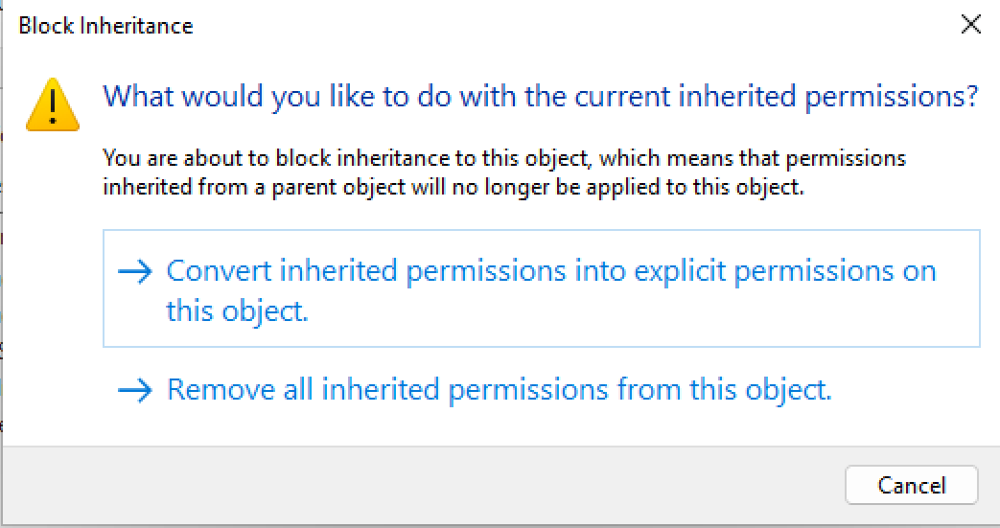 Block Inheritance
What would you like to do with the current inherited permissions?
You are about to block inheritance to this object, which means that permissions
inherited from a parent object will no longer be applied to this object.
Convert inherited permissions into explicit permissions on
this object.
Remove all inherited permissions from this object.
Cancel